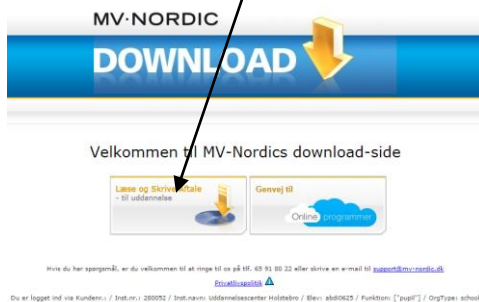 MV-NORDIC
DOWNLOAD
Velkommen til MV-Nordics download-side
Læse og Skrive Aftale
- til uddannelse
Genvej til
Online programmer
Hvis du har spørgsmål, er du velkommen til at ringe til os på tlf. 65 91 80 22 eller skrive en e-mail til support@mv-nordic.dk
Privatlivspolitik
Du er logget ind via Kundenr.: / Inst.nr.: 280052 / Inst.navn: Uddannelsescenter Holstebro / Elev: abdi0625 / Funktion: ["pupil"] / OrgType: school